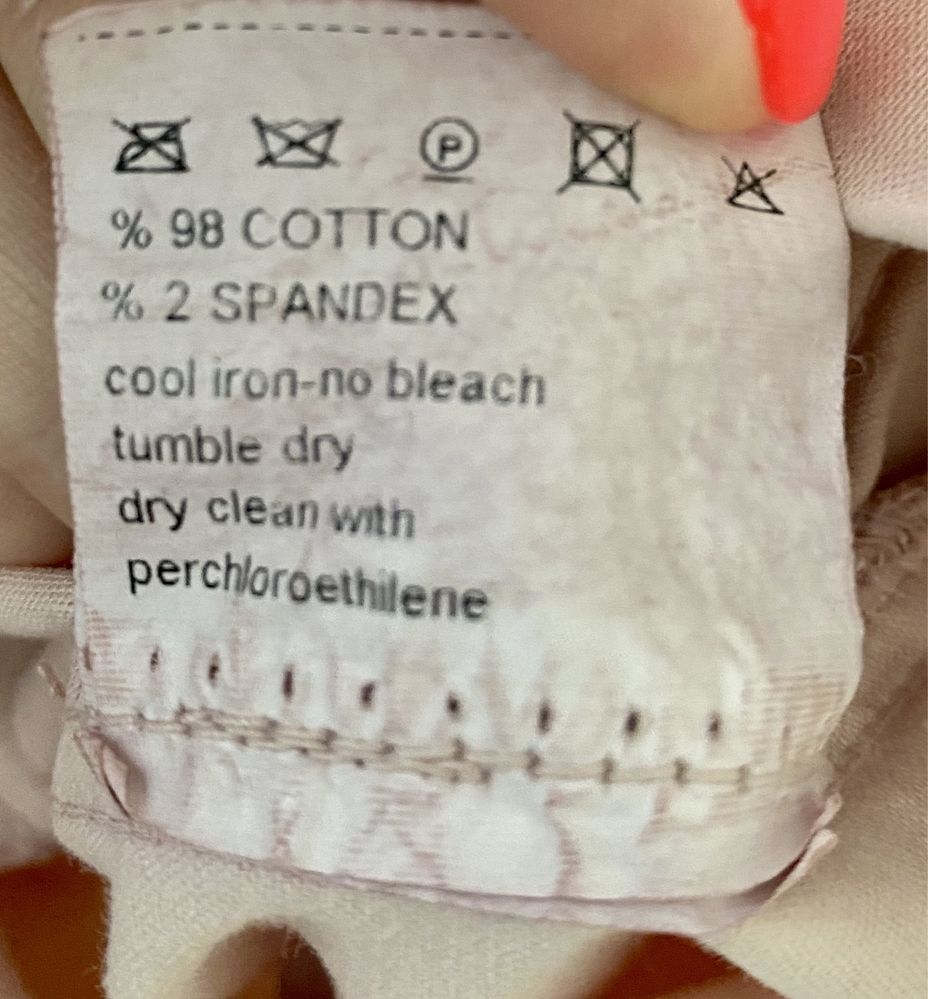 P
% 98 COTTON
% 2 SPANDEX
cool iron-no bleach
tumble dry
dry clean with
perchloroethilene